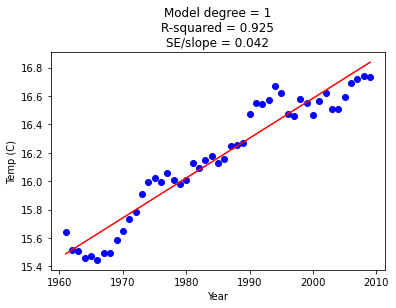 Model degree = 1
R-squared = 0.925
SE/slope = 0.042
16.8
16.6
16.4
16.2
16.0
15.8
15.6
15.4
Temp (C)
1960 1970 1980 1990 2000 2010
Year